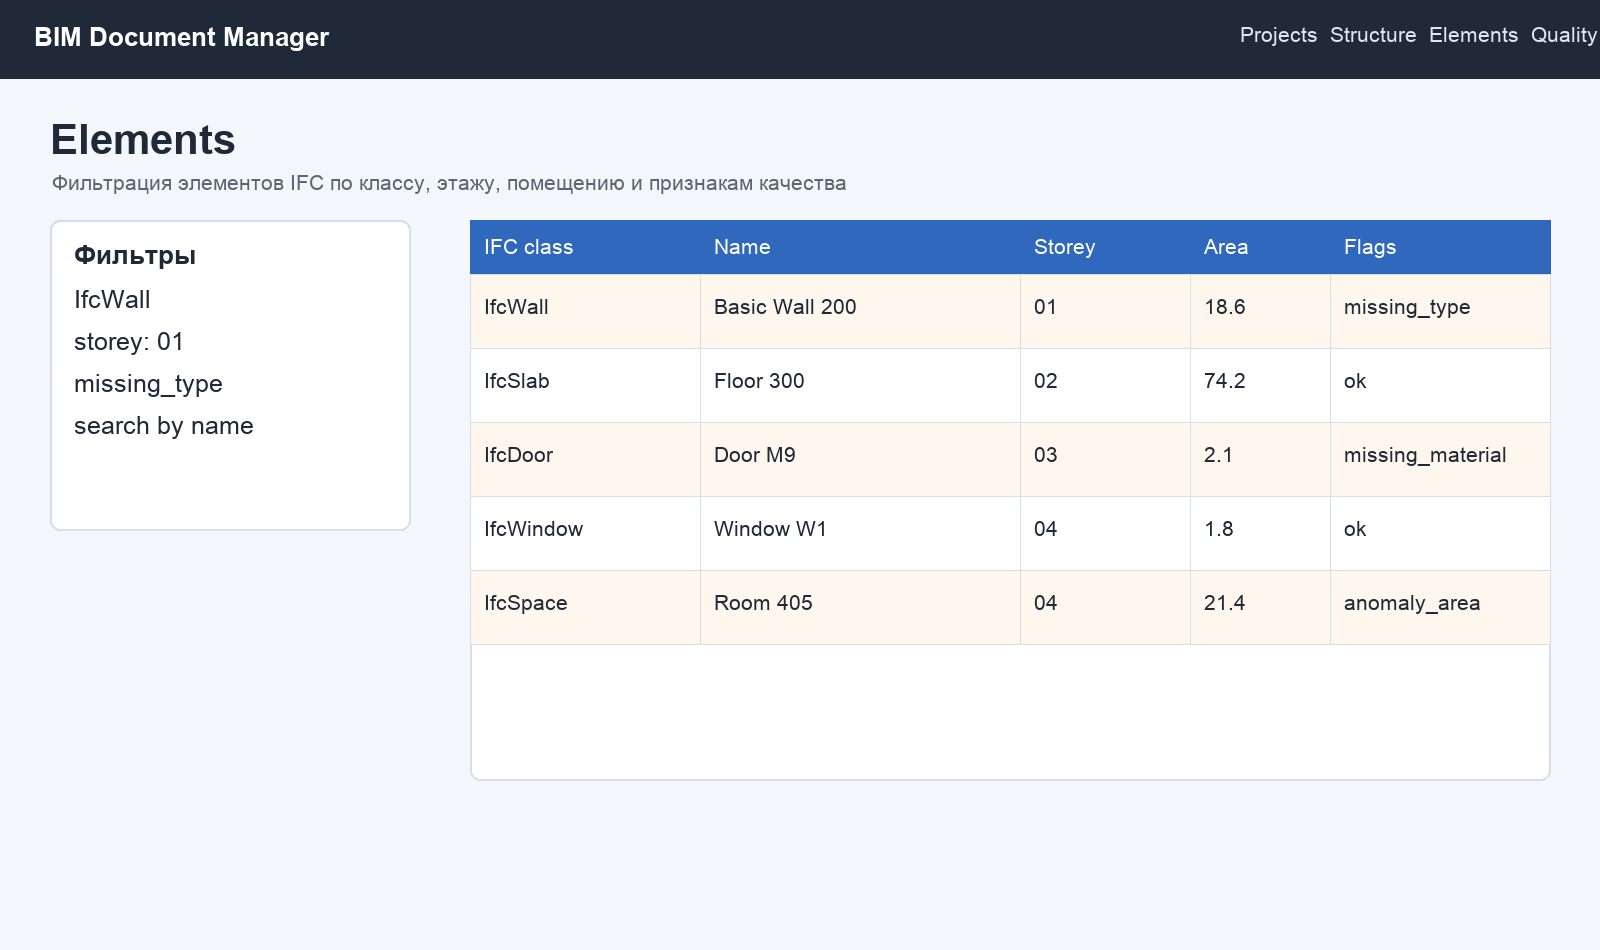 BIM Document Manager
Projects Structure Elements Quality
Elements
Фильтрация элементов IFC по классу, этажу, помещению и признакам качества
Фильтры
IfcWall
storey: 01
missing_type
search by name
IFC class Name Storey Area Flags
IfcWall Basic Wall 200 01 18.6 missing_type
IfcSlab Floor 300 02 74.2 ok
IfcDoor Door M9 03 2.1 missing_material
IfcWindow Window W1 04 1.8 ok
IfcSpace Room 405 04 21.4 anomaly_area